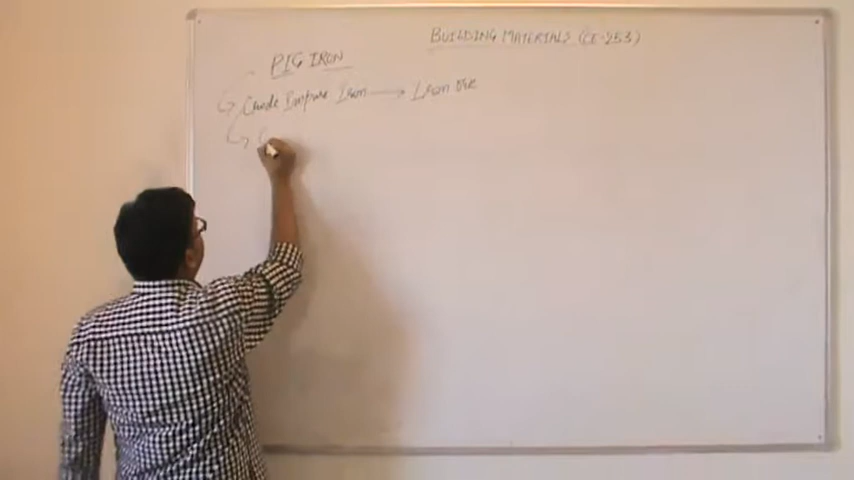 BUILDING MATERIALS (CE-253)
PIG IRON
Crude Impure Iron → Iron Ore